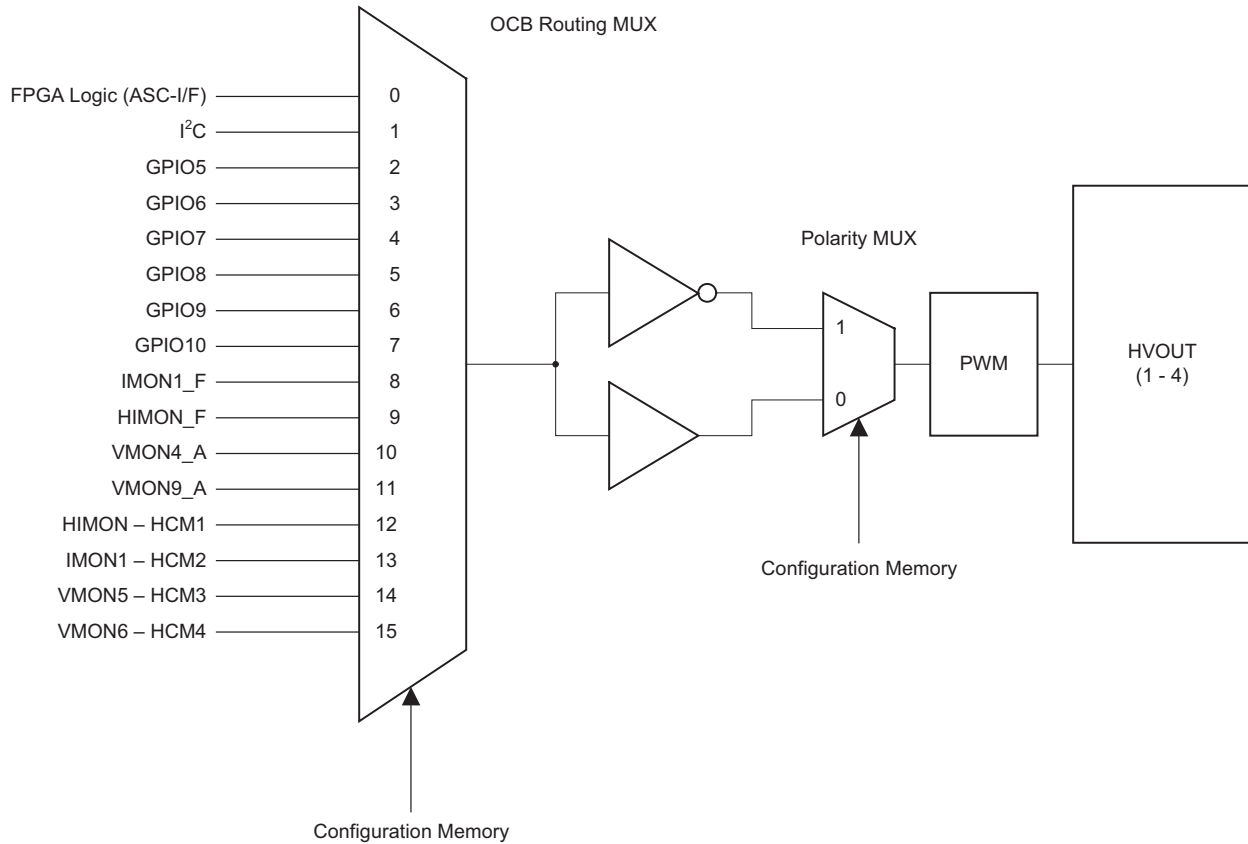 OCB Routing MUX
FPGA Logic (ASC-I/F) 0
I²C 1
GPIO5 2
GPIO6 3
GPIO7 4
GPIO8 5
GPIO9 6
GPIO10 7
IMON1_F 8
HIMON_F 9
VMON4_A 10
VMON9_A 11
HIMON – HCM1 12
IMON1 – HCM2 13
VMON5 – HCM3 14
VMON6 – HCM4 15
Configuration Memory
Polarity MUX
1
0
Configuration Memory
PWM
HVOUT
(1 - 4)